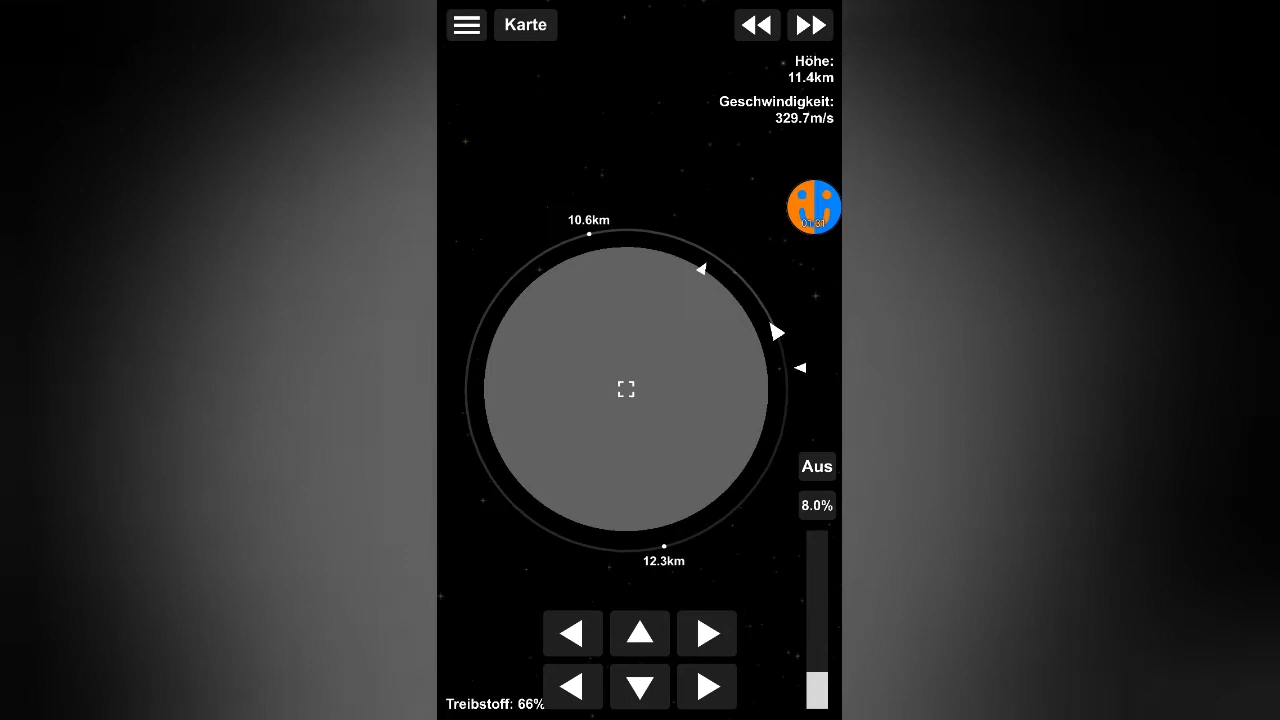 Karte
Höhe:
11.4km
Geschwindigkeit:
329.7m/s
10.6km
12.3km
Aus
8.0%
Treibstoff: 66%